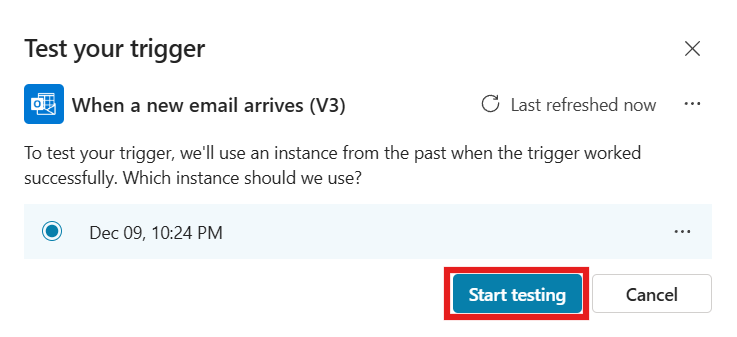 Test your trigger
When a new email arrives (V3)
Last refreshed now
To test your trigger, we'll use an instance from the past when the trigger worked
successfully. Which instance should we use?
Dec 09, 10:24 PM
Start testing
Cancel